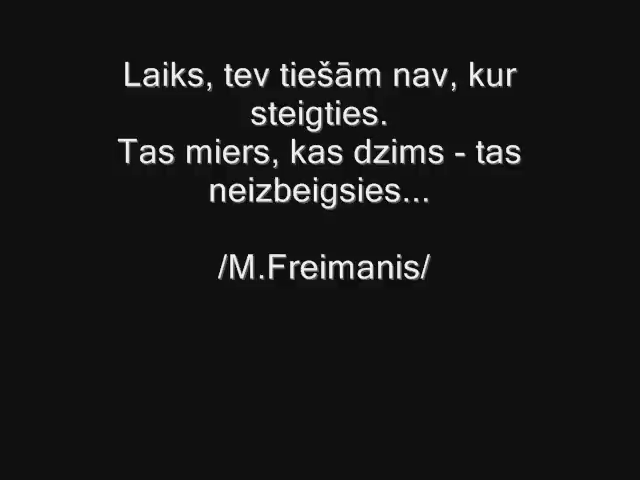 Laiks, tev tiešām nav, kur
steigties.
Tas miers, kas dzims - tas
neizbeigsies...
/M.Freimanis/